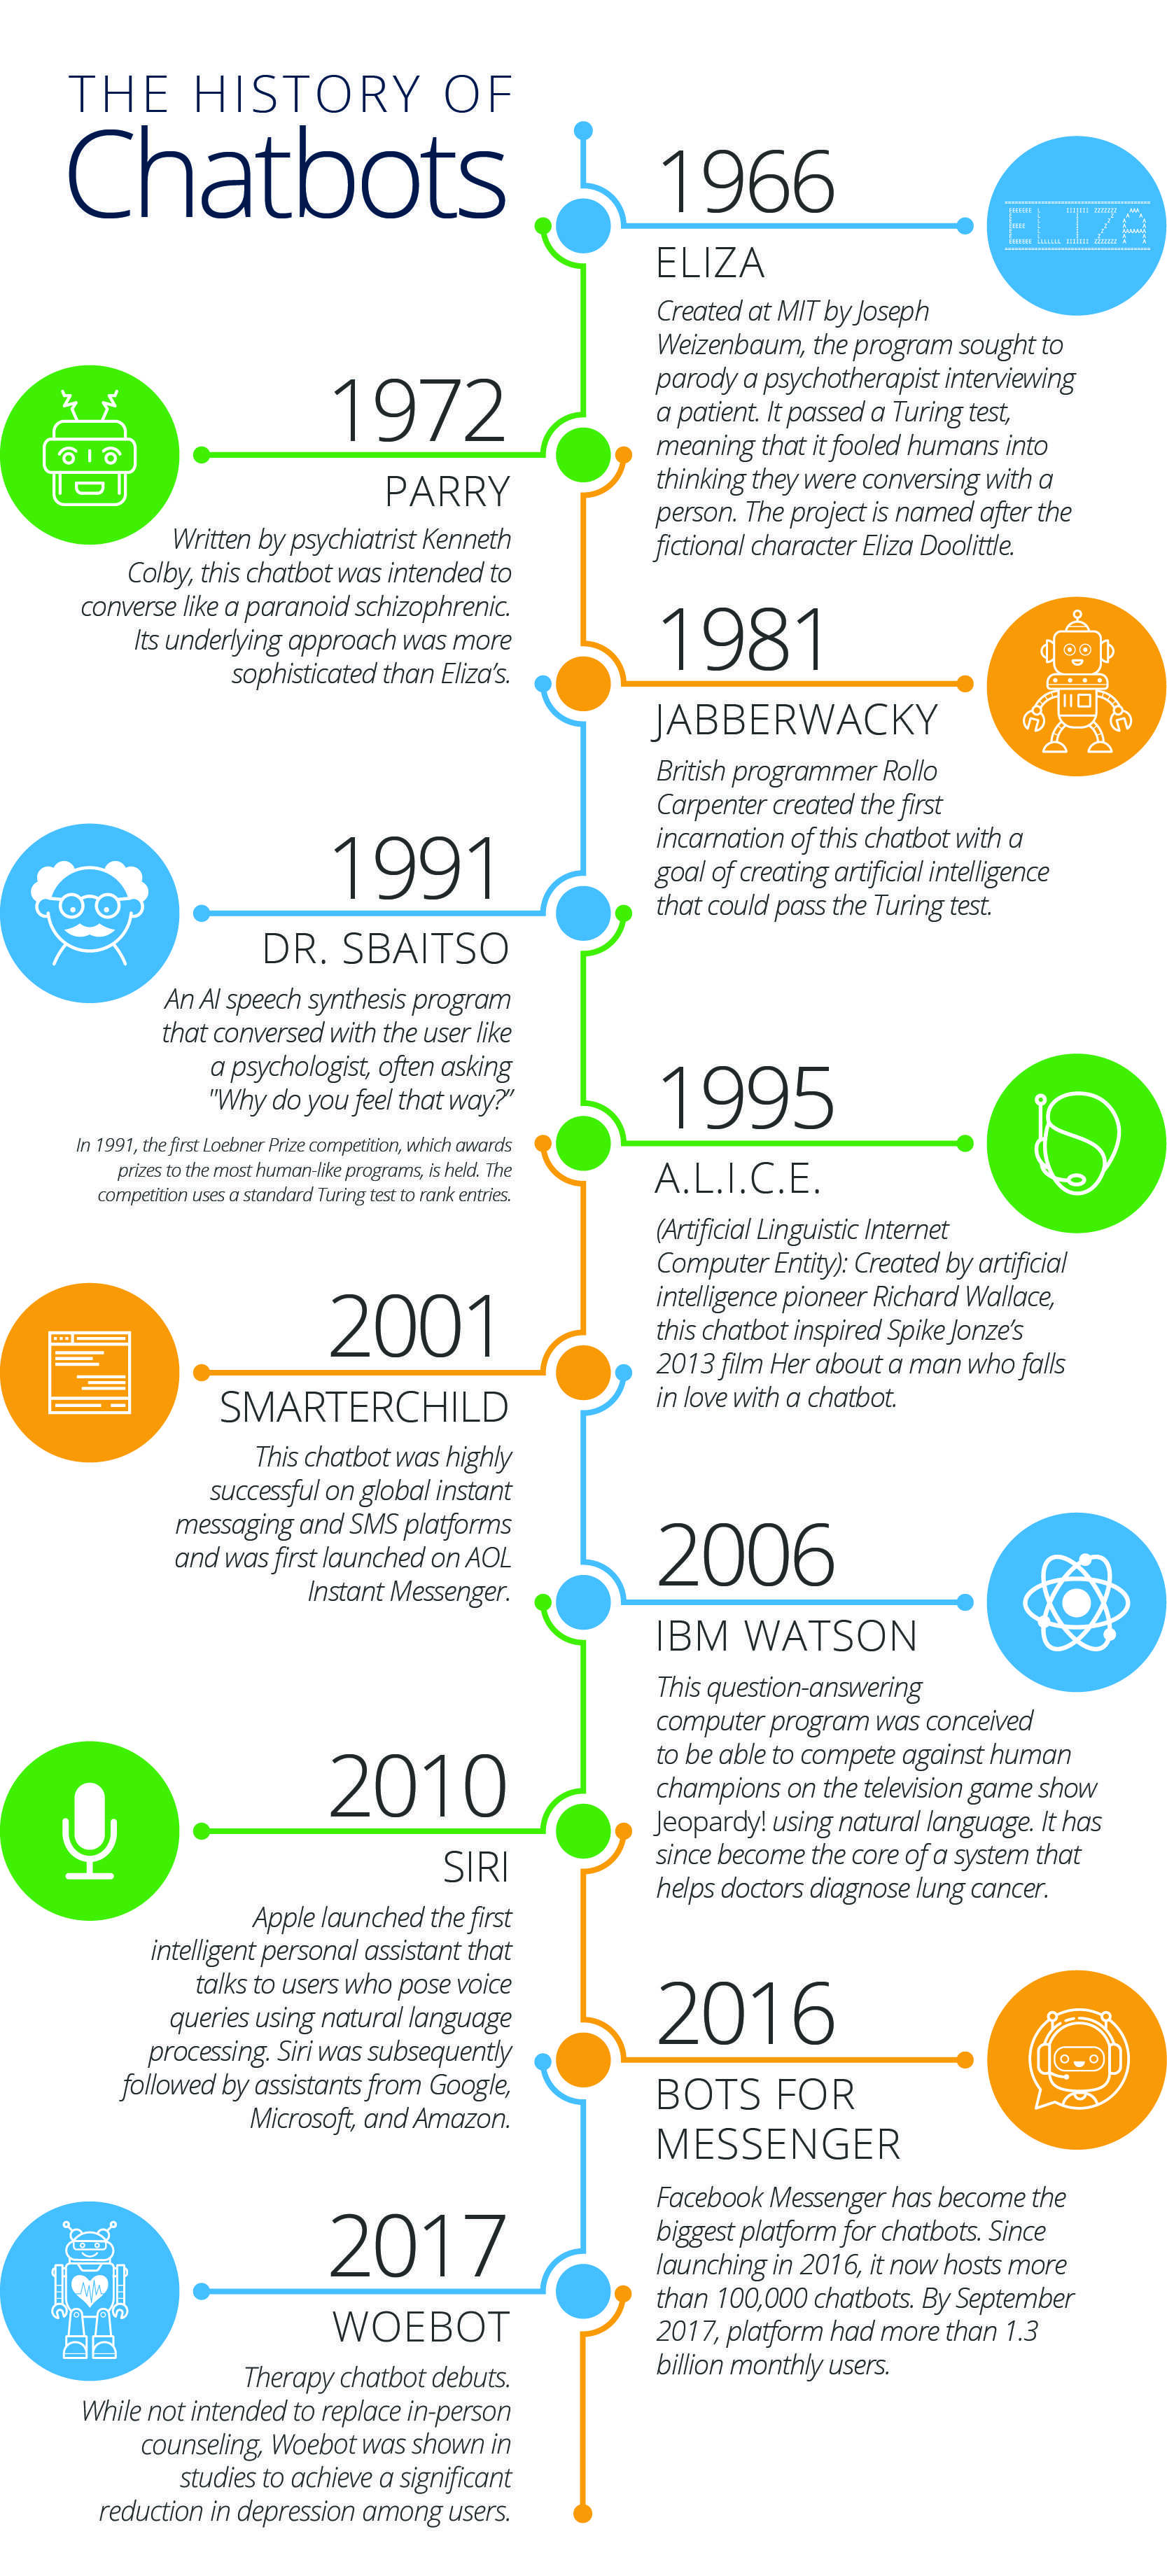 THE HISTORY OF
Chatbots
1966
ELIZA
ELIZA
Created at MIT by Joseph
Weizenbaum, the program sought to
parody a psychotherapist interviewing
a patient. It passed a Turing test,
meaning that it fooled humans into
thinking they were conversing with a
person. The project is named after the
fictional character Eliza Doolittle.
1972
PARRY
Written by psychiatrist Kenneth
Colby, this chatbot was intended to
converse like a paranoid schizophrenic.
Its underlying approach was more
sophisticated than Eliza’s.
1981
JABBERWACKY
British programmer Rollo
Carpenter created the first
incarnation of this chatbot with a
goal of creating artificial intelligence
that could pass the Turing test.
1991
DR. SBAITSO
An AI speech synthesis program
that conversed with the user like
a psychologist, often asking
"Why do you feel that way?”
In 1991, the first Loebner Prize competition, which awards
prizes to the most human-like programs, is held. The
competition uses a standard Turing test to rank entries.
1995
A.L.I.C.E.
(Artificial Linguistic Internet
Computer Entity): Created by artificial
intelligence pioneer Richard Wallace,
this chatbot inspired Spike Jonze’s
2013 film Her about a man who falls
in love with a chatbot.
2001
SMARTERCHILD
This chatbot was highly
successful on global instant
messaging and SMS platforms
and was first launched on AOL
Instant Messenger.
2006
IBM WATSON
This question-answering
computer program was conceived
to be able to compete against human
champions on the television game show
Jeopardy! using natural language. It has
since become the core of a system that
helps doctors diagnose lung cancer.
2010
SIRI
Apple launched the first
intelligent personal assistant that
talks to users who pose voice
queries using natural language
processing. Siri was subsequently
followed by assistants from Google,
Microsoft, and Amazon.
2016
BOTS FOR
MESSENGER
Facebook Messenger has become the
biggest platform for chatbots. Since
launching in 2016, it now hosts more
than 100,000 chatbots. By September
2017, platform had more than 1.3
billion monthly users.
2017
WOEBOT
Therapy chatbot debuts.
While not intended to replace in-person
counseling, Woebot was shown in
studies to achieve a significant
reduction in depression among users.